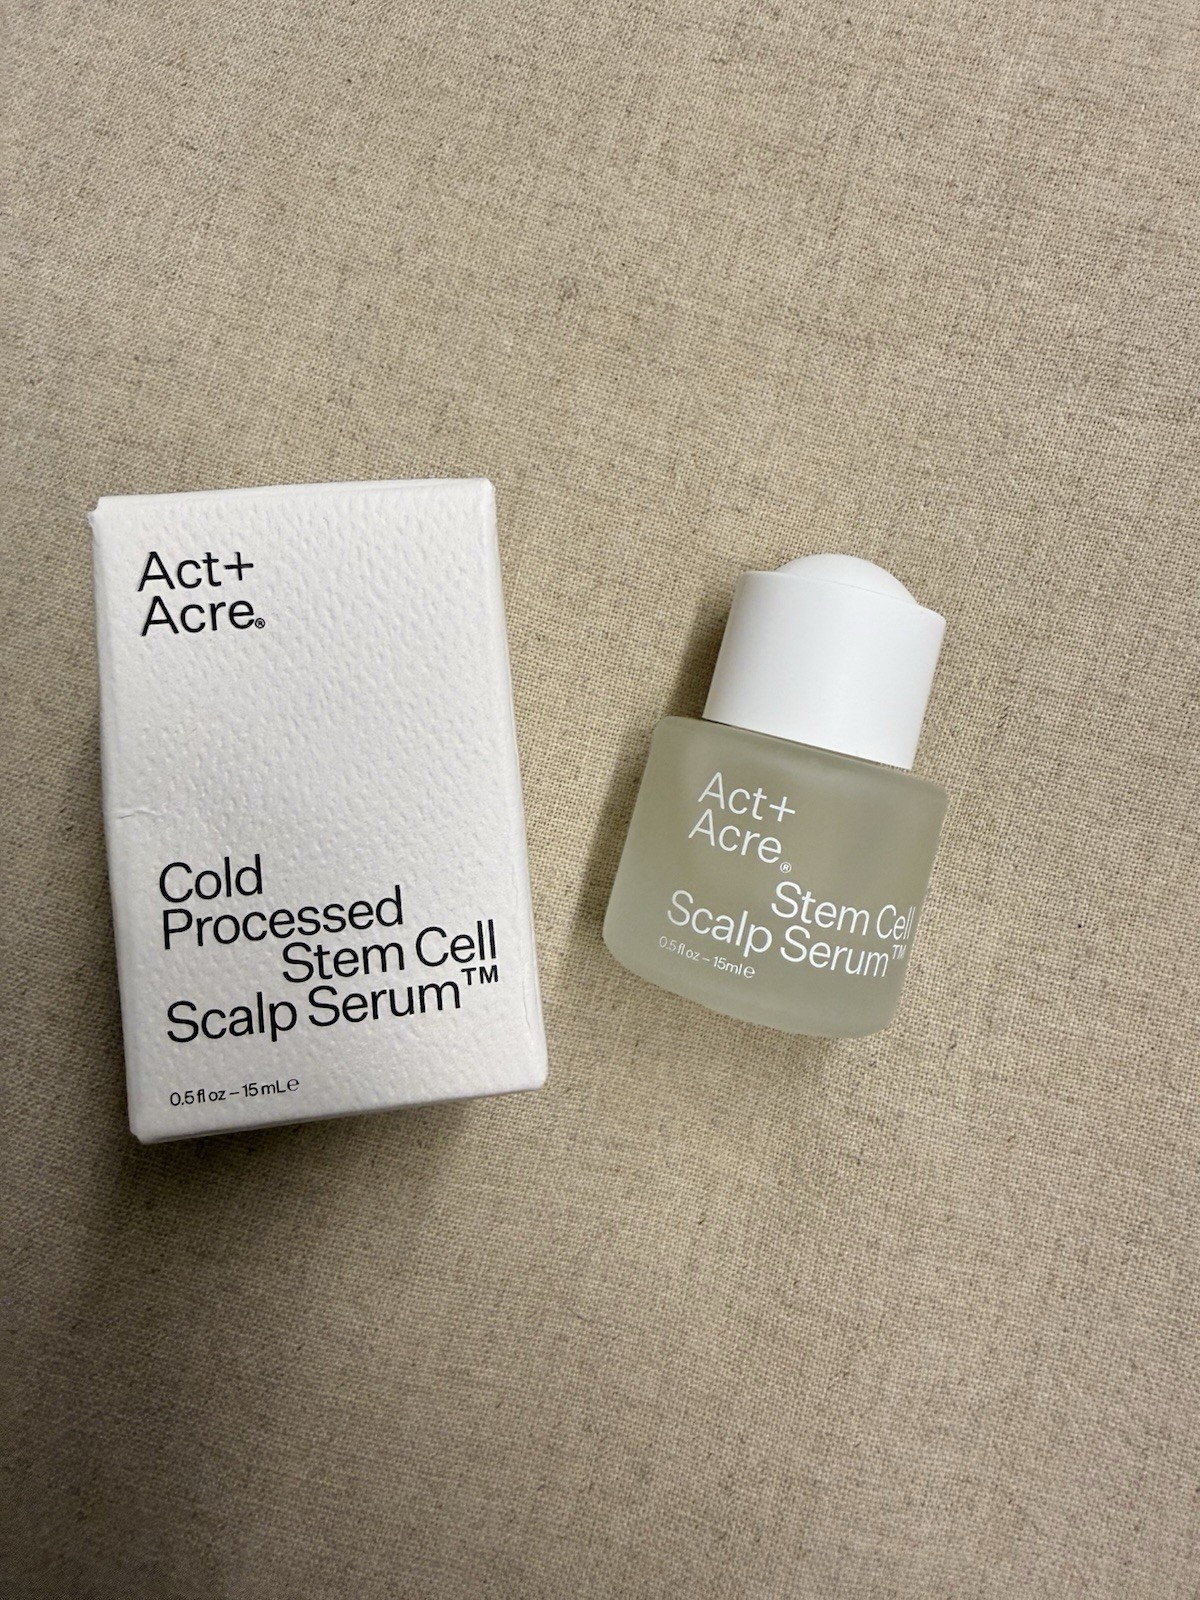 Act+
Acre®
Cold
Processed
Stem Cell
Scalp Serum™
0.5 fl oz – 15 mL ℮
Act+
Acre®
Stem Cell
Scalp Serum™
0.5 fl oz – 15ml ℮